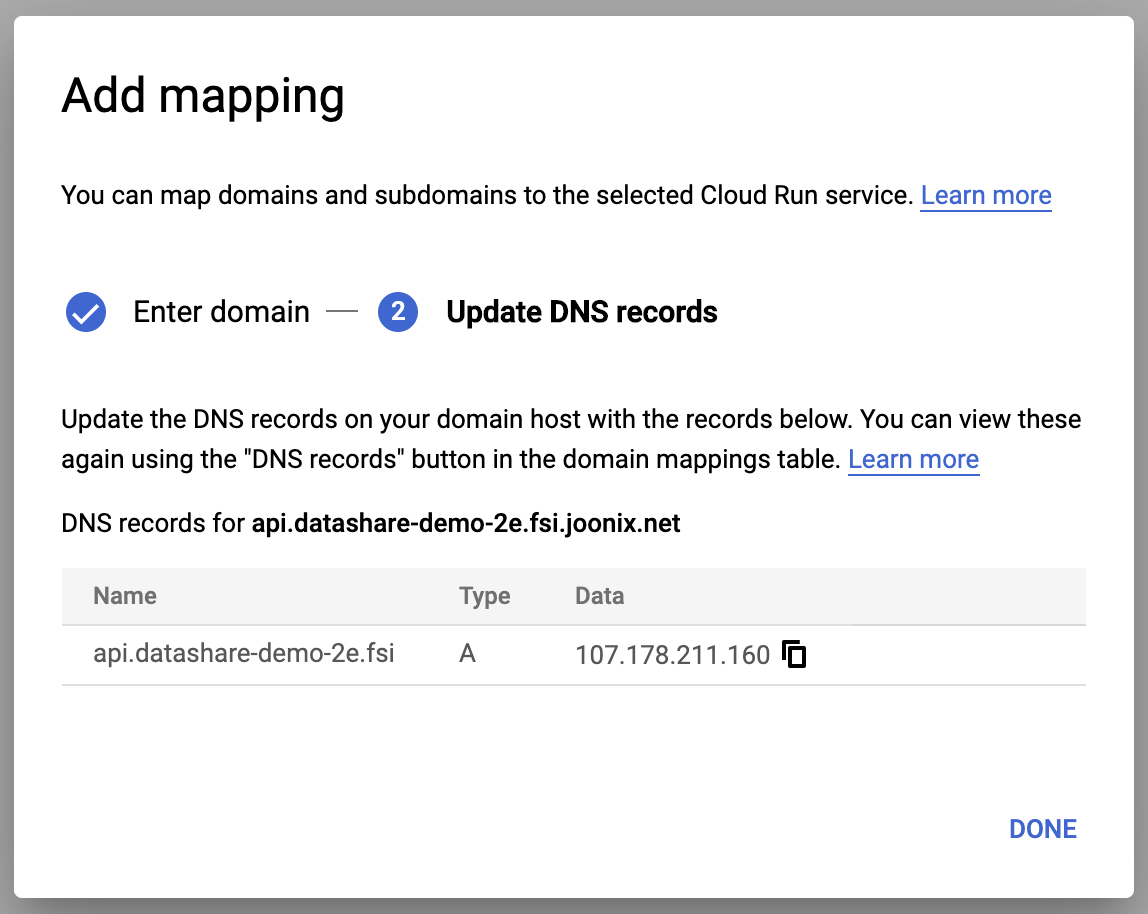 Add mapping
You can map domains and subdomains to the selected Cloud Run service. Learn more
Enter domain
2 Update DNS records
Update the DNS records on your domain host with the records below. You can view these
again using the "DNS records" button in the domain mappings table. Learn more
DNS records for api.datashare-demo-2e.fsi.joonix.net
Name Type Data
api.datashare-demo-2e.fsi A 107.178.211.160
DONE